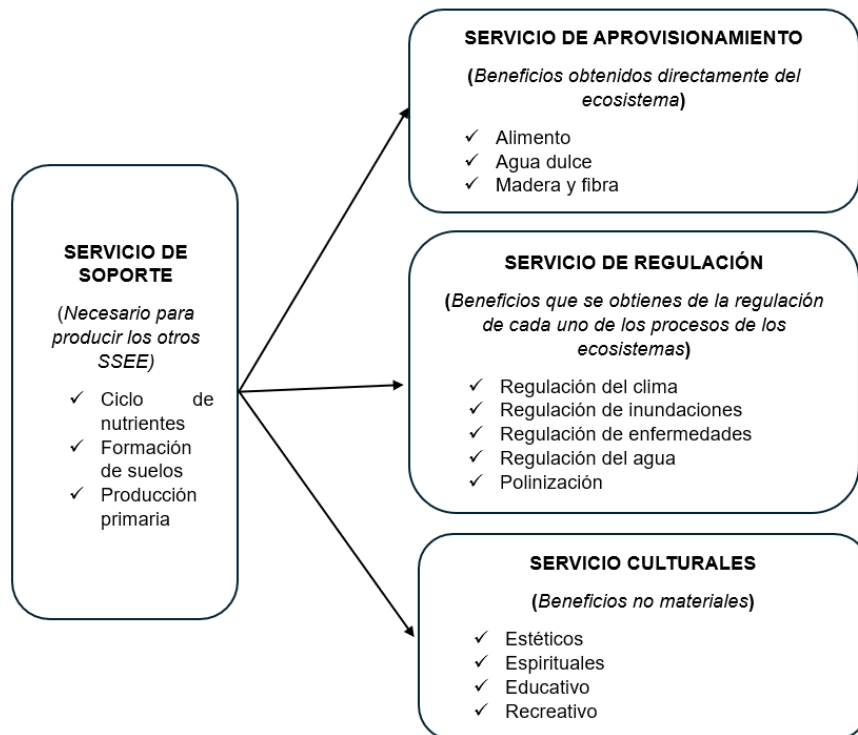 SERVICIO DE
SOPORTE
(Necesario para
producir los otros
SSEE)
✓ Ciclo de
nutrientes
✓ Formación
de suelos
✓ Producción
primaria
SERVICIO DE APROVISIONAMIENTO
(Beneficios obtenidos directamente del
ecosistema)
✓ Alimento
✓ Agua dulce
✓ Madera y fibra
SERVICIO DE REGULACIÓN
(Beneficios que se obtienes de la regulación
de cada uno de los procesos de los
ecosistemas)
✓ Regulación del clima
✓ Regulación de inundaciones
✓ Regulación de enfermedades
✓ Regulación del agua
✓ Polinización
SERVICIO CULTURALES
(Beneficios no materiales)
✓ Estéticos
✓ Espirituales
✓ Educativo
✓ Recreativo